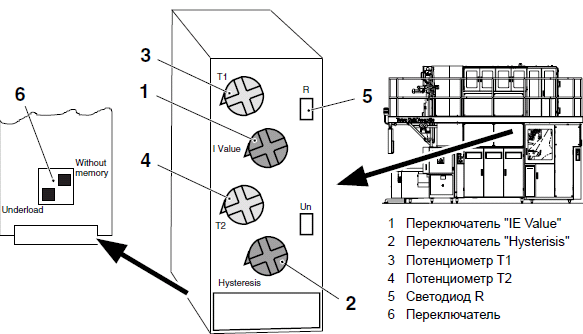 3
T1
R
6
1
5
I Value
4
Without
memory
Underload
Un
T2
Hysteresis
2
1 Переключатель "IE Value"
2 Переключатель "Hysterisis"
3 Потенциометр T1
4 Потенциометр T2
5 Светодиод R
6 Переключатель